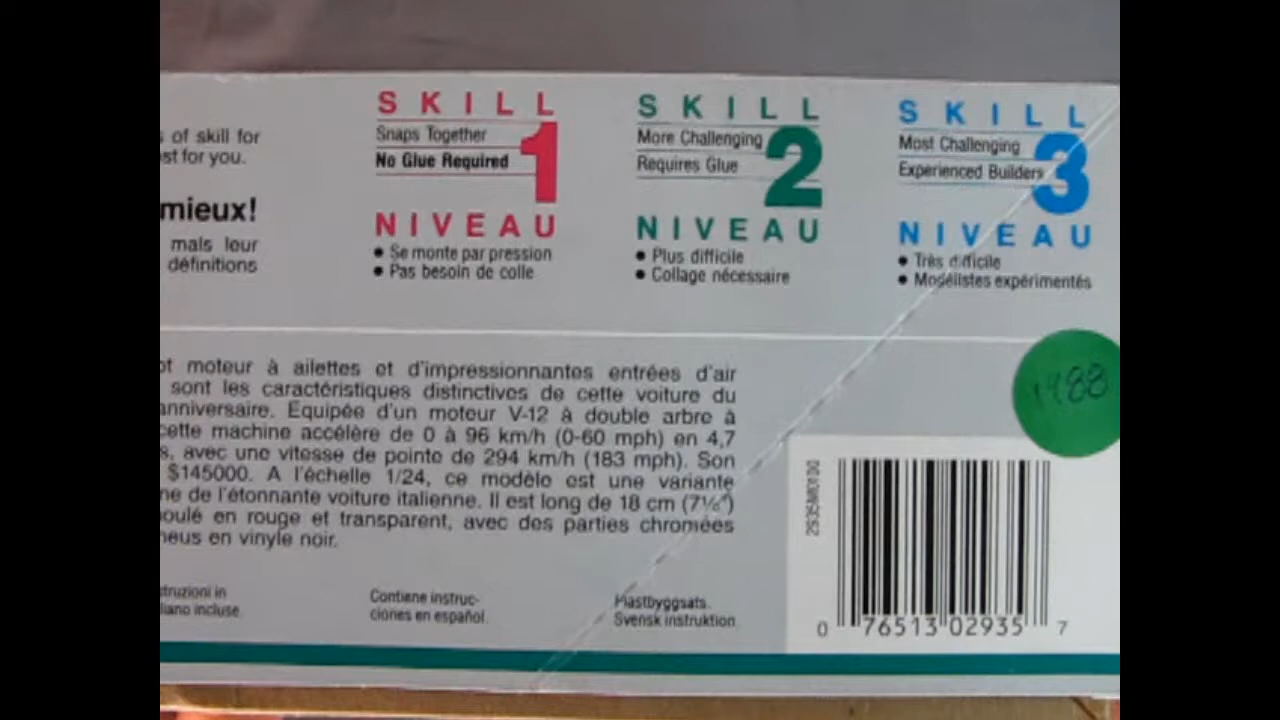 of skill for
st for you.
mieux!
mais leur
définitions
SKILL
Snaps Together
No Glue Required
1
NIVEAU
• Se monte par pression
• Pas besoin de colle
SKILL
More Challenging
Requires Glue
2
NIVEAU
• Plus difficile
• Collage nécessaire
SKILL
Most Challenging
Experienced Builders
3
NIVEAU
• Très difficile
• Modélistes expérimentés
ot moteur à ailettes et d'impressionnantes entrées d'air
sont les caractéristiques distinctives de cette voiture du
anniversaire. Equipée d'un moteur V-12 à double arbre à
cette machine accélère de 0 à 96 km/h (0-60 mph) en 4,7
s, avec une vitesse de pointe de 294 km/h (183 mph). Son
$145000. A l'échelle 1/24, ce modèle est une variante
ne de l'étonnante voiture italienne. Il est long de 18 cm
oulé en rouge et transparent, avec des parties chromées
neus en vinyle noir.
1988
struzioni in
liano incluse.
Contiene instruc-
ciones en español.
Plastbyggsats.
Svensk instruktion.
0 76513 02935 7